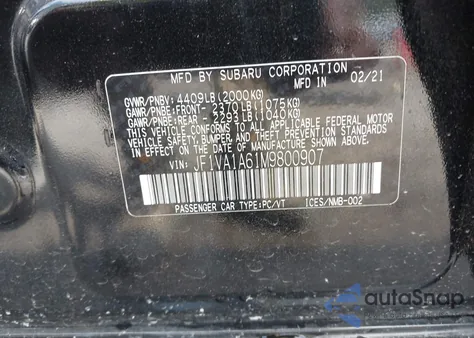 MFD BY SUBARU CORPORATION
MFD IN 02/21
GVWR/PNBV: 4409LB(2000KG)
GAWR/PNBE:FRONT- 2370LB(1075KG)
GAWR/PNBE:REAR - 2293LB(1040KG)
THIS VEHICLE CONFORMS TO ALL APPLICABLE FEDERAL MOTOR
VEHICLE SAFETY, BUMPER, AND THEFT PREVENTION STANDARDS
IN EFFECT ON THE DATE OF MANUFACTURE SHOWN ABOVE.
VIN: JF1VA1A61M9800907
PASSENGER CAR TYPE:PC/VT ICES/NMB-002
autoSnap